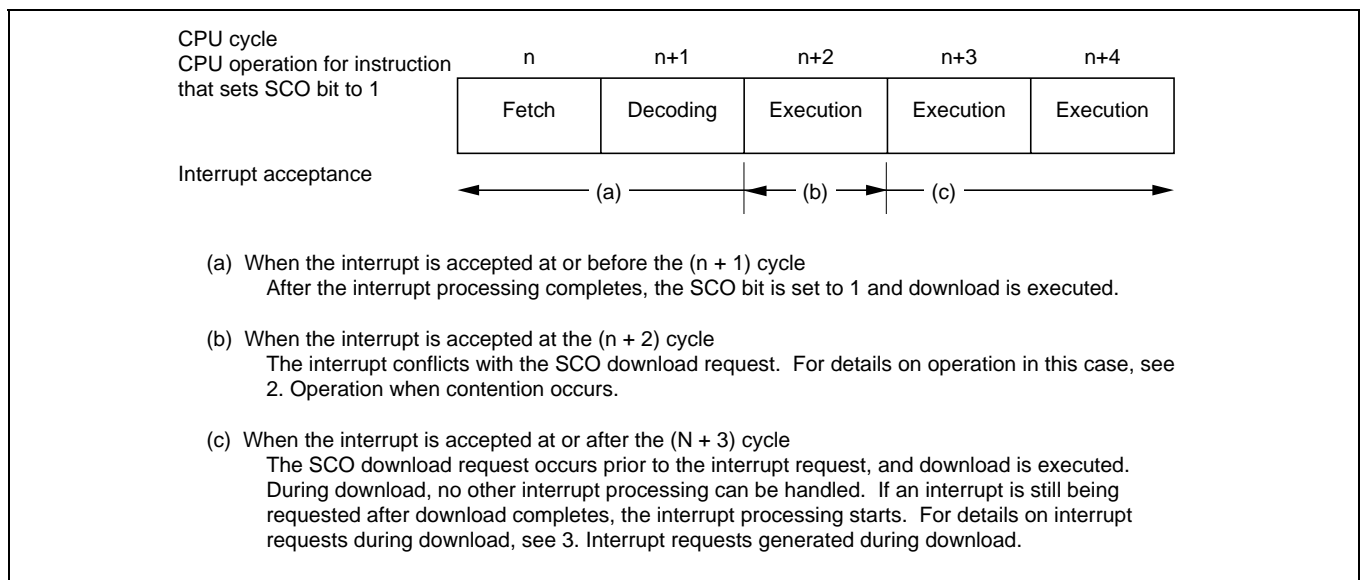 CPU cycle
CPU operation for instruction
that sets SCO bit to 1
n n+1 n+2 n+3 n+4
Fetch Decoding Execution Execution Execution
Interrupt acceptance
(a) (b) (c)
(a) When the interrupt is accepted at or before the (n + 1) cycle
After the interrupt processing completes, the SCO bit is set to 1 and download is executed.
(b) When the interrupt is accepted at the (n + 2) cycle
The interrupt conflicts with the SCO download request. For details on operation in this case, see
2. Operation when contention occurs.
(c) When the interrupt is accepted at or after the (N + 3) cycle
The SCO download request occurs prior to the interrupt request, and download is executed.
During download, no other interrupt processing can be handled. If an interrupt is still being
requested after download completes, the interrupt processing starts. For details on interrupt
requests during download, see 3. Interrupt requests generated during download.